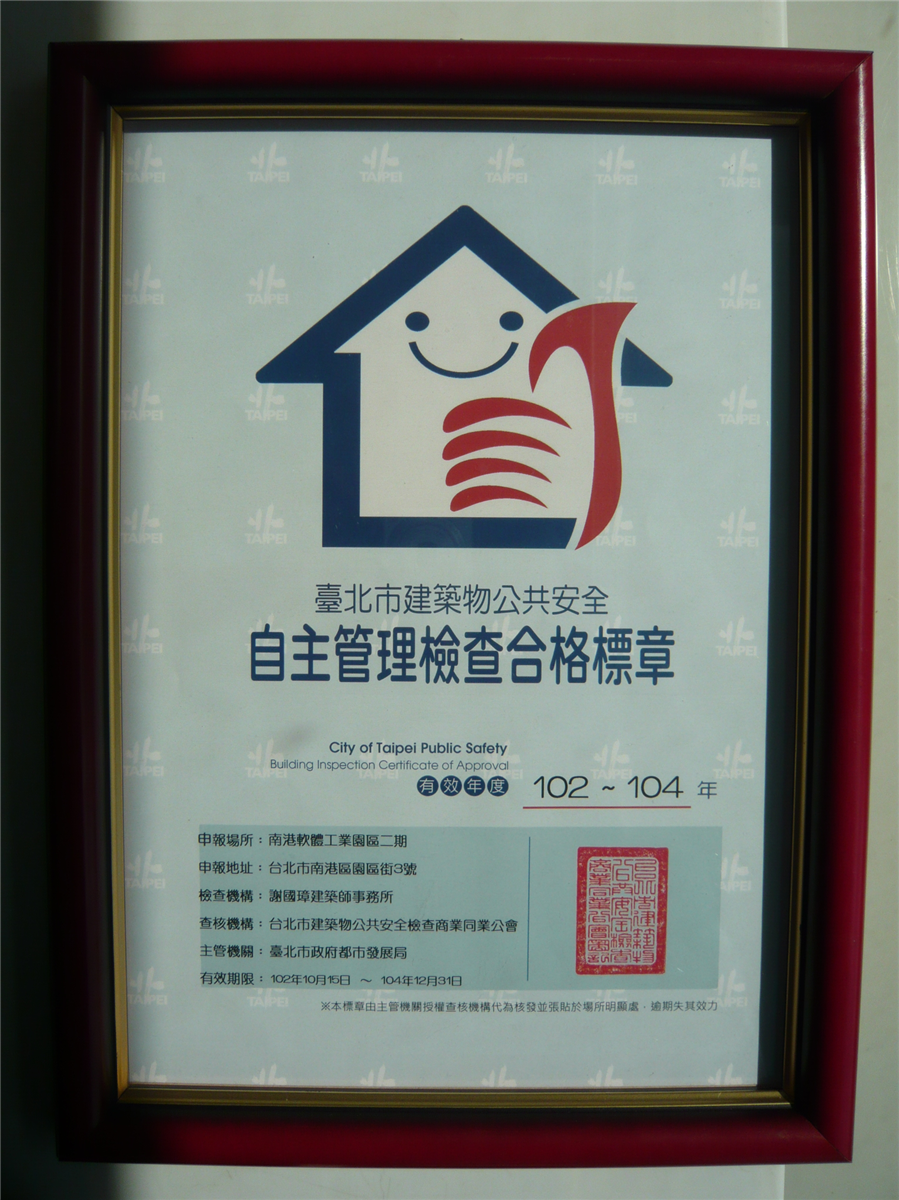 臺北市建築物公共安全
自主管理檢查合格標章
City of Taipei Public Safety
Building Inspection Certificate of Approval
有效年度 102 ~ 104 年
申報場所：南港軟體工業園區二期
申報地址：台北市南港區園區街3號
檢查機構：謝國璋建築師事務所
查核機構：台北市建築物公共安全檢查商業同業公會
主管機關：臺北市政府都市發展局
有效期限：102年10月15日 ～ 104年12月31日
※本標章由主管機關授權查核機構代為核發並張貼於場所明顯處，逾期失其效力